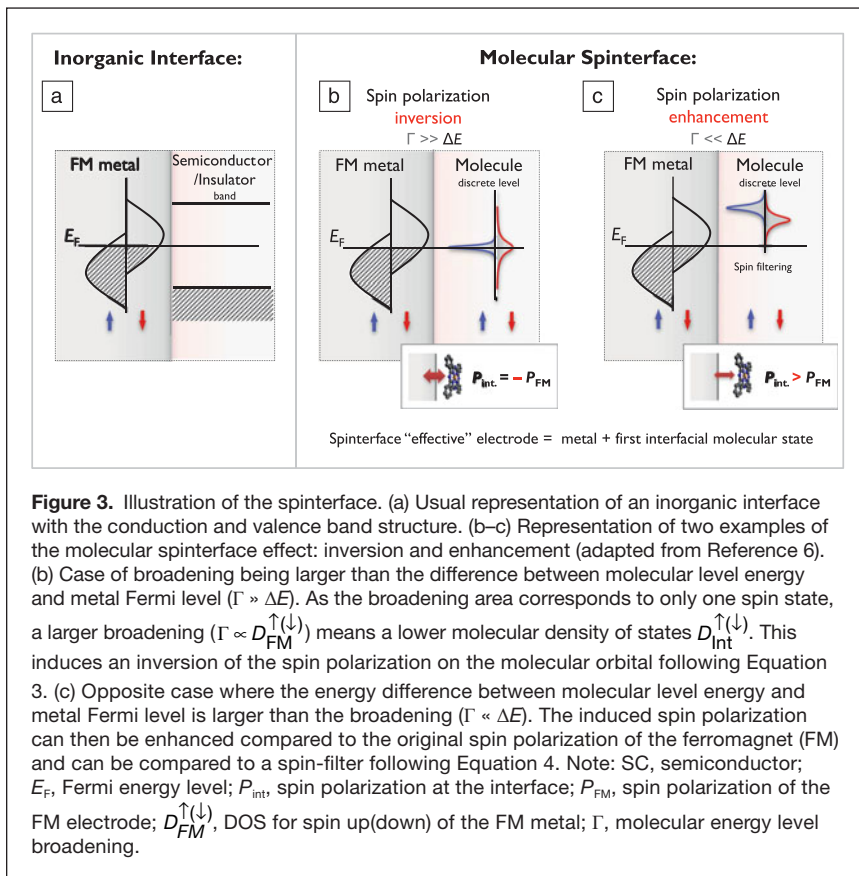 Inorganic Interface:
Molecular Spinterface:
a
FM metal
Semiconductor
/Insulator
band
E_F
b
Spin polarization
inversion
Γ >> ΔE
FM metal
Molecule
discrete level
E_F
P_int. = – P_FM
c
Spin polarization
enhancement
Γ << ΔE
FM metal
Molecule
discrete level
E_F
Spin filtering
P_int. > P_FM
Spinterface “effective” electrode = metal + first interfacial molecular state
Figure 3. Illustration of the spinterface. (a) Usual representation of an inorganic interface
with the conduction and valence band structure. (b–c) Representation of two examples of
the molecular spinterface effect: inversion and enhancement (adapted from Reference 6).
(b) Case of broadening being larger than the difference between molecular level energy
and metal Fermi level (Γ » ΔE). As the broadening area corresponds to only one spin state,
a larger broadening (Γ ∝ D_FM^↑(↓)) means a lower molecular density of states D_Int^↑(↓). This
induces an inversion of the spin polarization on the molecular orbital following Equation
3. (c) Opposite case where the energy difference between molecular level energy and
metal Fermi level is larger than the broadening (Γ « ΔE). The induced spin polarization
can then be enhanced compared to the original spin polarization of the ferromagnet (FM)
and can be compared to a spin-filter following Equation 4. Note: SC, semiconductor;
E_F, Fermi energy level; P_int, spin polarization at the interface; P_FM, spin polarization of the
FM electrode; D_FM^↑(↓), DOS for spin up(down) of the FM metal; Γ, molecular energy level
broadening.